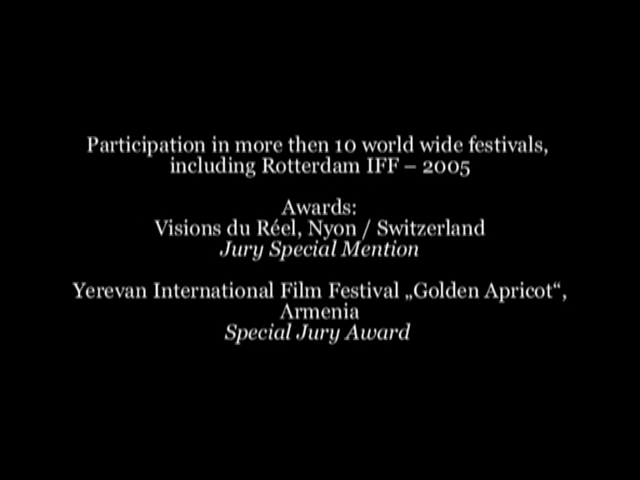 Participation in more then 10 world wide festivals,
including Rotterdam IFF – 2005
Awards:
Visions du Réel, Nyon / Switzerland
Jury Special Mention
Yerevan International Film Festival „Golden Apricot“,
Armenia
Special Jury Award